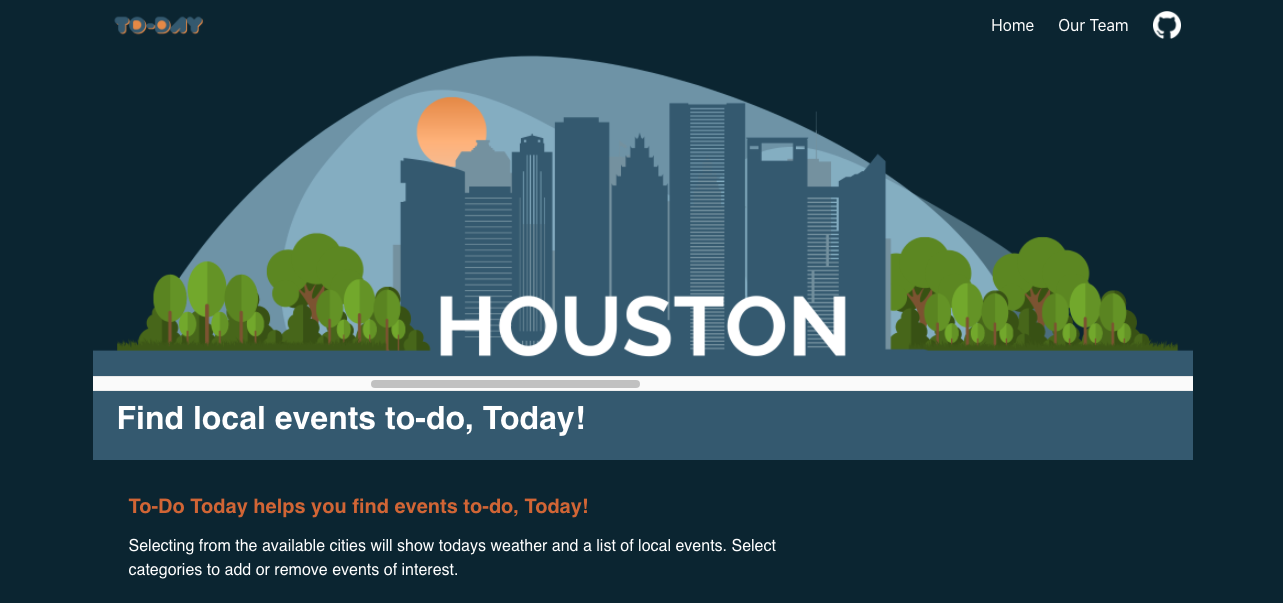 TO-DAY
Home Our Team
HOUSTON
Find local events to-do, Today!
To-Do Today helps you find events to-do, Today!
Selecting from the available cities will show todays weather and a list of local events. Select
categories to add or remove events of interest.